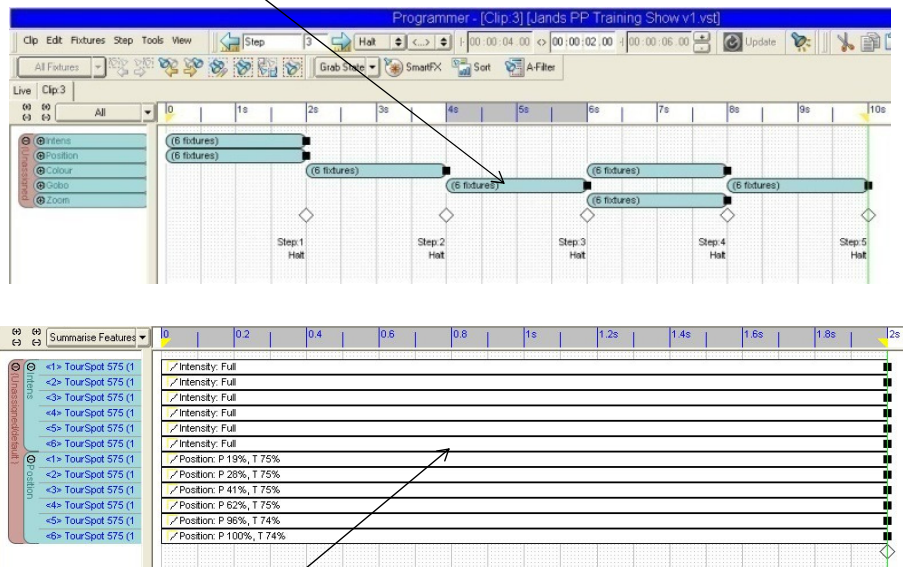 Programmer - [Clip:3] [Jands PP Training Show v1.vst]
Clip Edit Fixtures Step Tools View Step 3 Halt <...> 00:00:04.00 <> 00:00:02.00 00:00:06.00 Update
All Fixtures Grab State SmartFX Sort A-Filter
Live Clip:3
All 0 1s 2s 3s 4s 5s 6s 7s 8s 9s 10s
(Unassigned
Intens (6 fixtures)
Position (6 fixtures)
Colour (6 fixtures) (6 fixtures)
Gobo (6 fixtures) (6 fixtures)
Zoom (6 fixtures)
Step:1 Step:2 Step:3 Step:4 Step:5
Halt Halt Halt Halt Halt
Summarise Features 0 0.2 0.4 0.6 0.8 1s 1.2s 1.4s 1.6s 1.8s 2s
(Unassigned/default)
Intens
<1> TourSpot 575 (1 Intensity: Full
<2> TourSpot 575 (1 Intensity: Full
<3> TourSpot 575 (1 Intensity: Full
<4> TourSpot 575 (1 Intensity: Full
<5> TourSpot 575 (1 Intensity: Full
<6> TourSpot 575 (1 Intensity: Full
Position
<1> TourSpot 575 (1 Position: P 19%, T 75%
<2> TourSpot 575 (1 Position: P 28%, T 75%
<3> TourSpot 575 (1 Position: P 41%, T 75%
<4> TourSpot 575 (1 Position: P 62%, T 75%
<5> TourSpot 575 (1 Position: P 96%, T 74%
<6> TourSpot 575 (1 Position: P 100%, T 74%